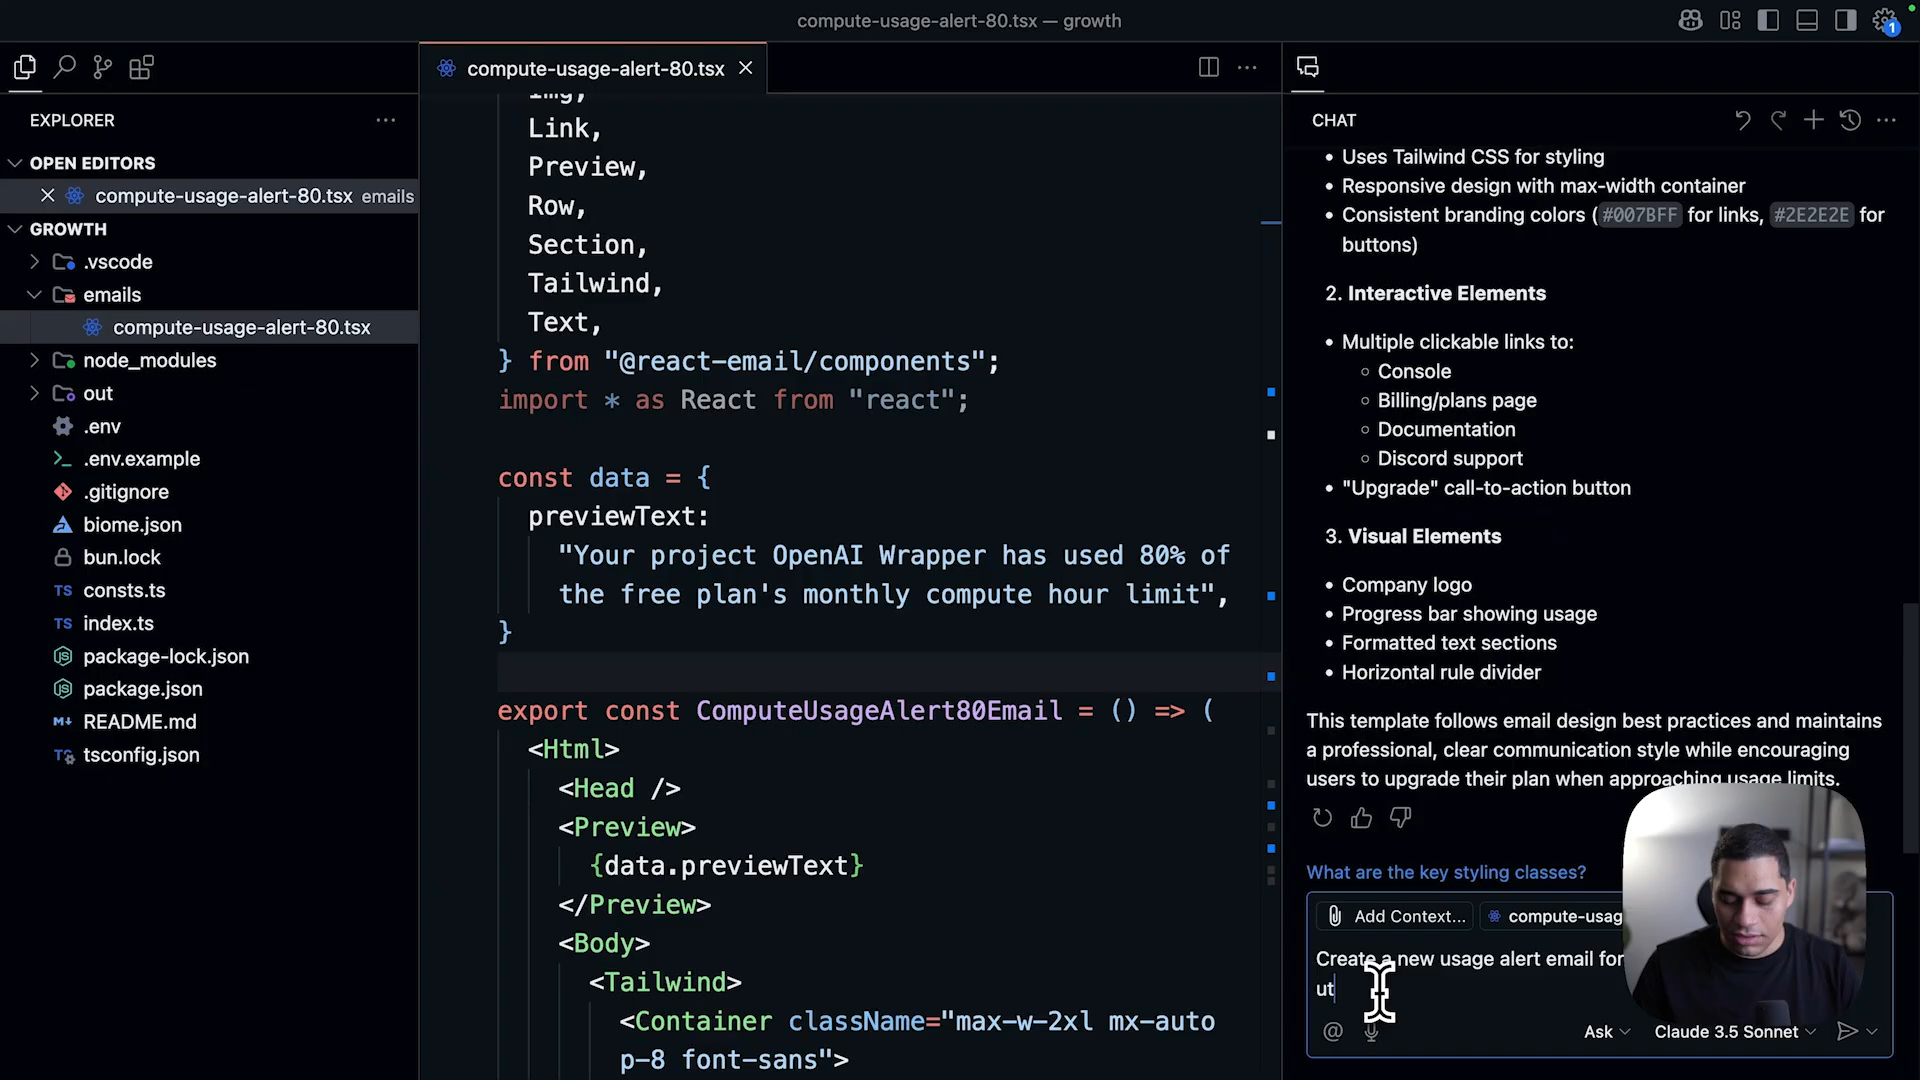 compute-usage-alert-80.tsx — growth
1
EXPLORER
OPEN EDITORS
compute-usage-alert-80.tsx emails
GROWTH
.vscode
emails
compute-usage-alert-80.tsx
node_modules
out
.env
.env.example
.gitignore
biome.json
bun.lock
TS consts.ts
TS index.ts
package-lock.json
package.json
README.md
tsconfig.json
compute-usage-alert-80.tsx
Img,
Link,
Preview,
Row,
Section,
Tailwind,
Text,
} from "@react-email/components";
import * as React from "react";
const data = {
previewText:
"Your project OpenAI Wrapper has used 80% of
the free plan's monthly compute hour limit",
}
export const ComputeUsageAlert80Email = () => (
<Html>
<Head />
<Preview>
{data.previewText}
</Preview>
<Body>
<Tailwind>
<Container className="max-w-2xl mx-auto
p-8 font-sans">
CHAT
• Uses Tailwind CSS for styling
• Responsive design with max-width container
• Consistent branding colors (#007BFF for links, #2E2E2E for
buttons)
2. Interactive Elements
• Multiple clickable links to:
◦ Console
◦ Billing/plans page
◦ Documentation
◦ Discord support
• "Upgrade" call-to-action button
3. Visual Elements
• Company logo
• Progress bar showing usage
• Formatted text sections
• Horizontal rule divider
This template follows email design best practices and maintains
a professional, clear communication style while encouraging
users to upgrade their plan when approaching usage limits.
What are the key styling classes?
Add Context... compute-usag
Create a new usage alert email for
ut
@ Ask Claude 3.5 Sonnet